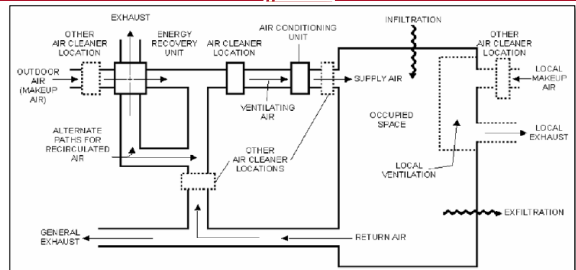 EXHAUST
OTHER
AIR CLEANER
LOCATION
ENERGY
RECOVERY
UNIT
AIR CLEANER
LOCATION
AIR CONDITIONING
UNIT
INFILTRATION
OTHER
AIR CLEANER
LOCATION
OUTDOOR
AIR
(MAKEUP
AIR)
VENTILATING
AIR
SUPPLY AIR
LOCAL
MAKEUP
AIR
OCCUPIED
SPACE
ALTERNATE
PATHS FOR
RECIRCULATED
AIR
OTHER
AIR CLEANER
LOCATIONS
LOCAL
EXHAUST
LOCAL
VENTILATION
GENERAL
EXHAUST
RETURN AIR
EXFILTRATION